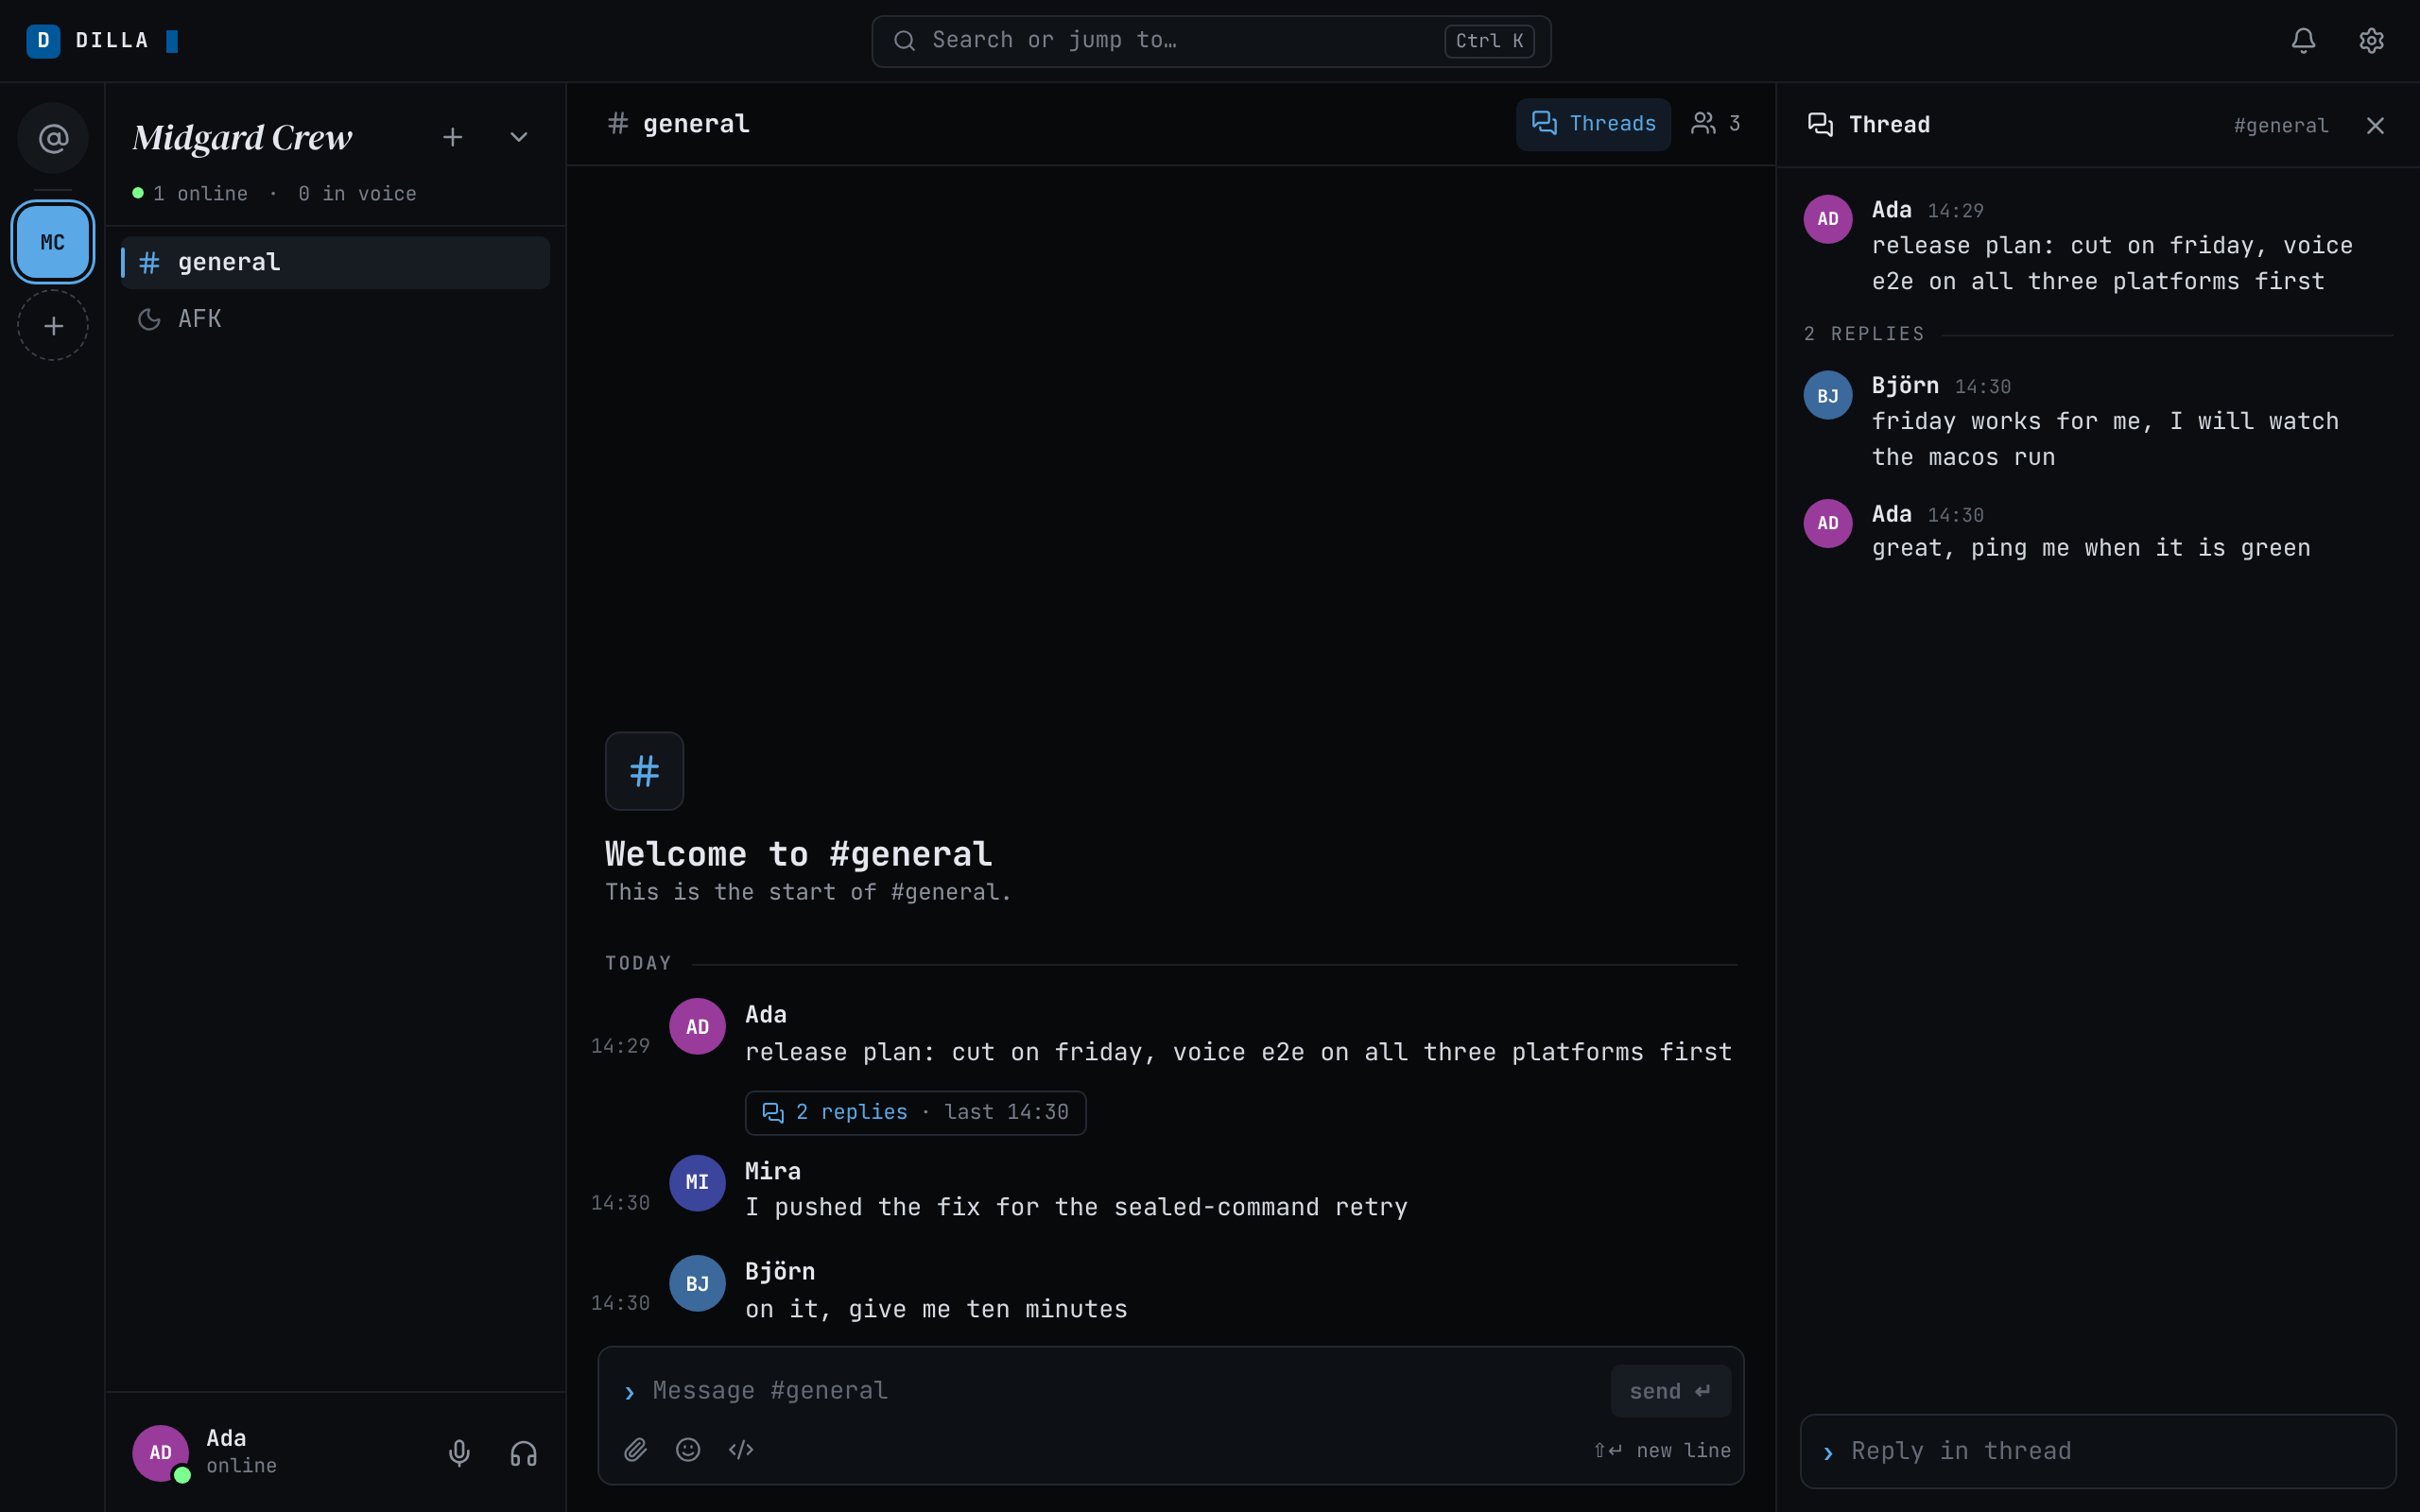 D DILLA
Search or jump to… Ctrl K
@
MC
Midgard Crew
1 online · 0 in voice
# general
AFK
# general
Threads
3
#
Welcome to #general
This is the start of #general.
TODAY
AD Ada
14:29 release plan: cut on friday, voice e2e on all three platforms first
2 replies · last 14:30
MI Mira
14:30 I pushed the fix for the sealed-command retry
BJ Björn
14:30 on it, give me ten minutes
› Message #general send ↵
</> ⇧↵ new line
AD Ada
online
Thread #general
AD Ada 14:29
release plan: cut on friday, voice
e2e on all three platforms first
2 REPLIES
BJ Björn 14:30
friday works for me, I will watch
the macos run
AD Ada 14:30
great, ping me when it is green
› Reply in thread